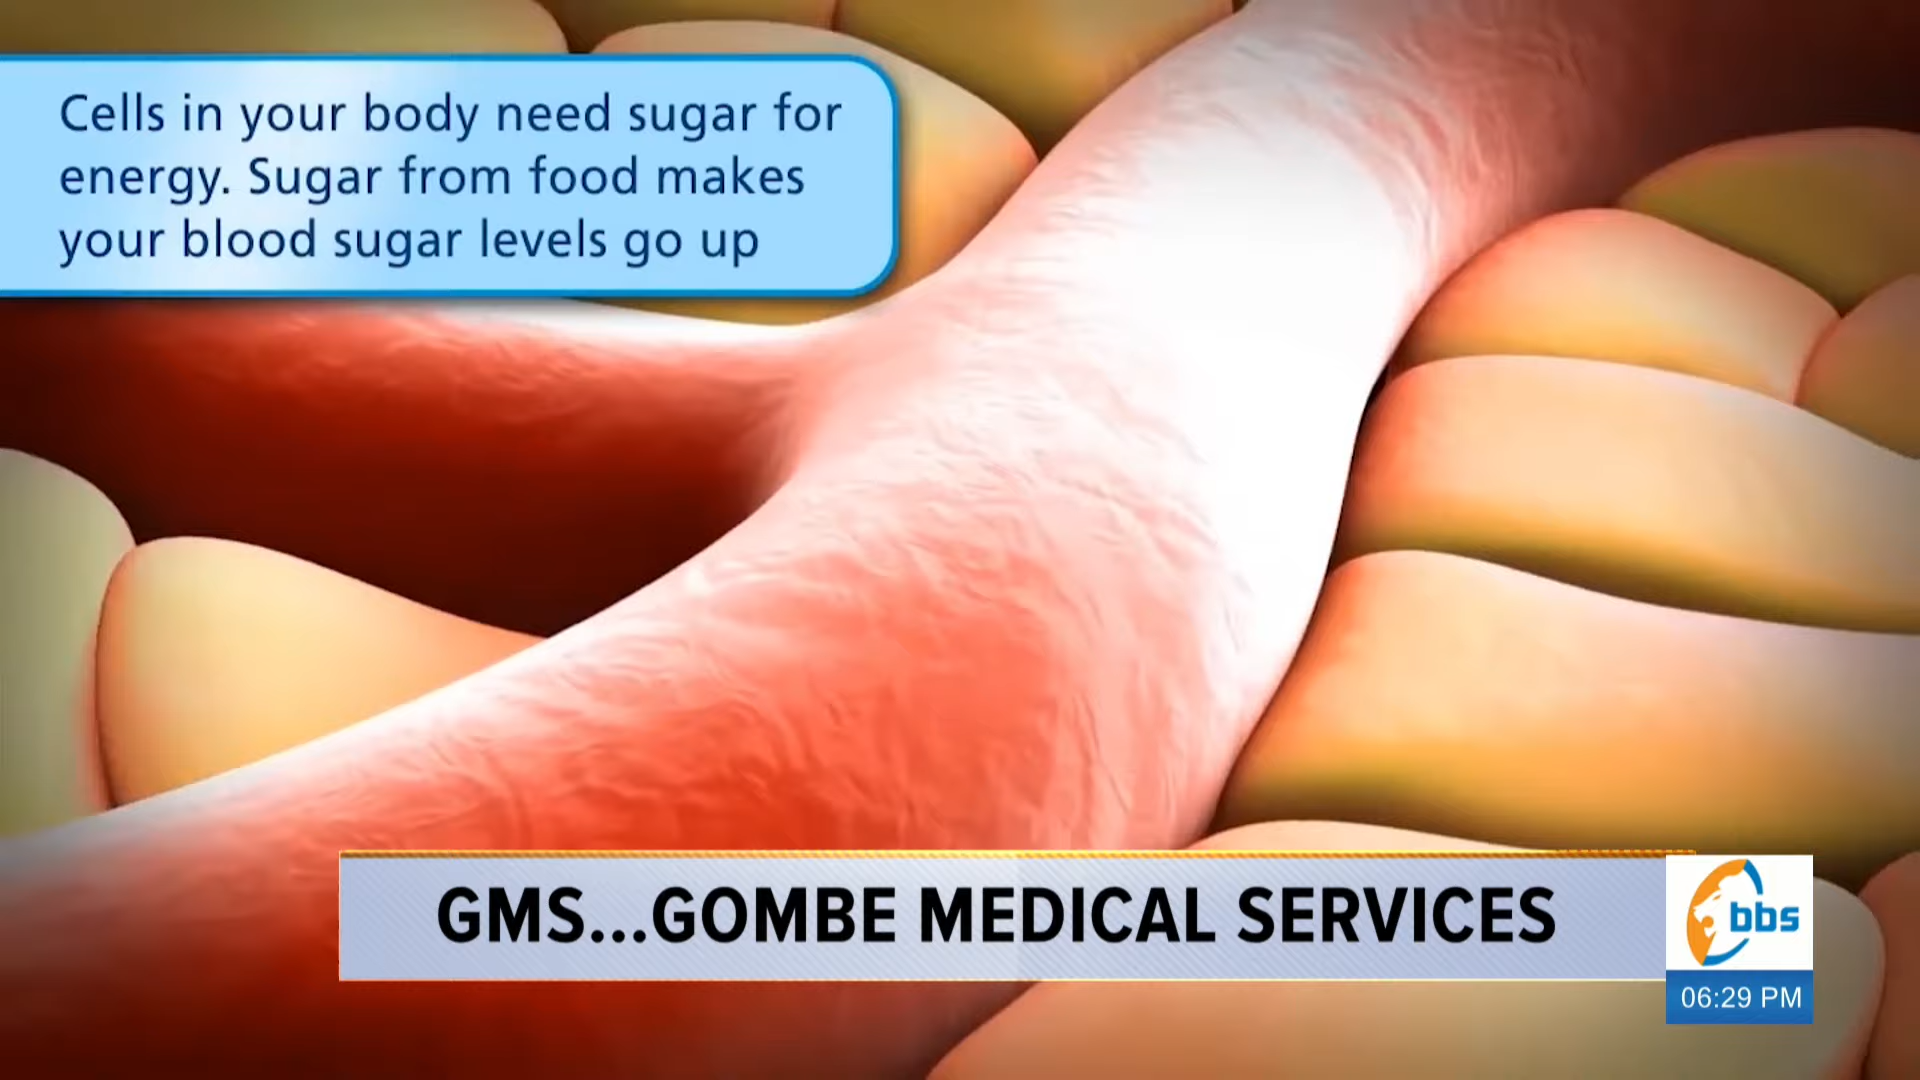 Cells in your body need sugar for
energy. Sugar from food makes
your blood sugar levels go up
GMS...GOMBE MEDICAL SERVICES
bbs
06:29 PM